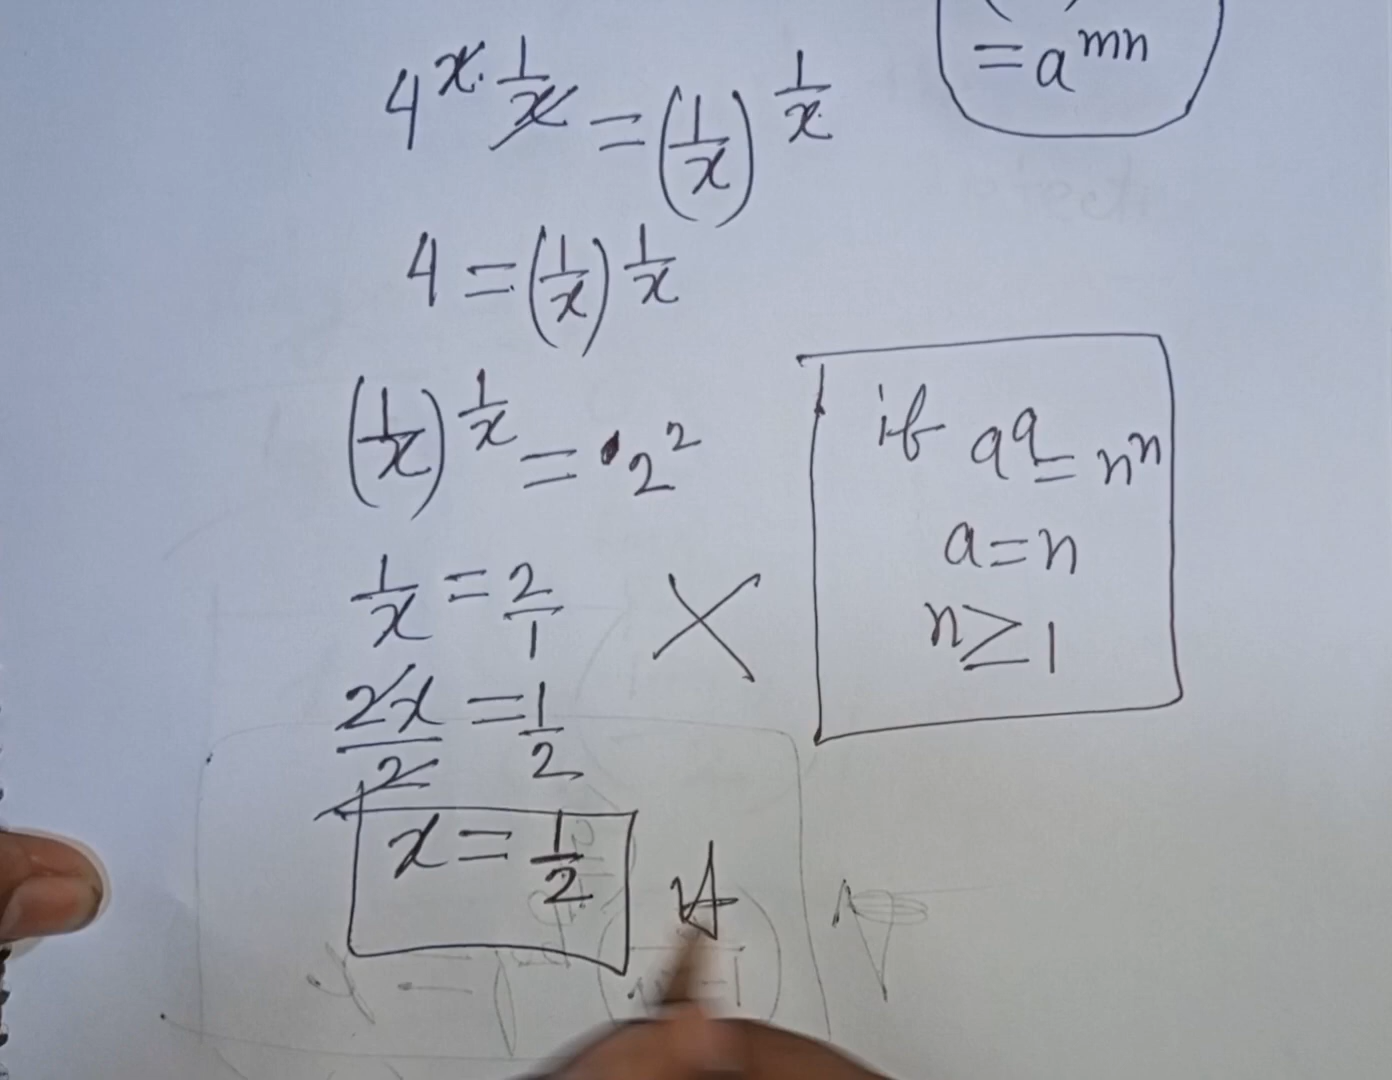 = a^{mn}
4^{x · 1/x} = (1/x)^{1/x}
4 = (1/x)^{1/x}
(1/x)^{1/x} = 2^2
1/x = 2/1
2x/2 = 1/2
x = 1/2
if a^a = n^n
a = n
n ≥ 1